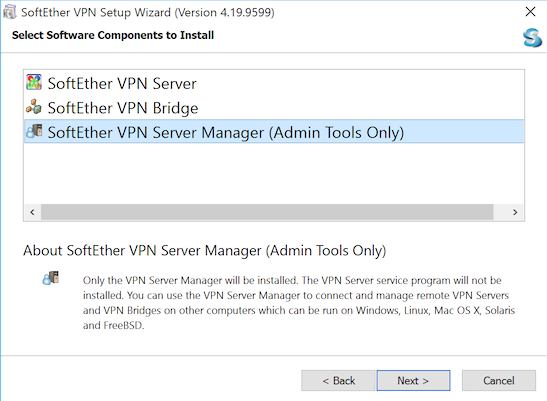 SoftEther VPN Setup Wizard (Version 4.19.9599)
Select Software Components to Install
SoftEther VPN Server
SoftEther VPN Bridge
SoftEther VPN Server Manager (Admin Tools Only)
About SoftEther VPN Server Manager (Admin Tools Only)
Only the VPN Server Manager will be installed. The VPN Server service program will not be
installed. You can use the VPN Server Manager to connect and manage remote VPN Servers
and VPN Bridges on other computers which can be run on Windows, Linux, Mac OS X, Solaris
and FreeBSD.
< Back Next > Cancel